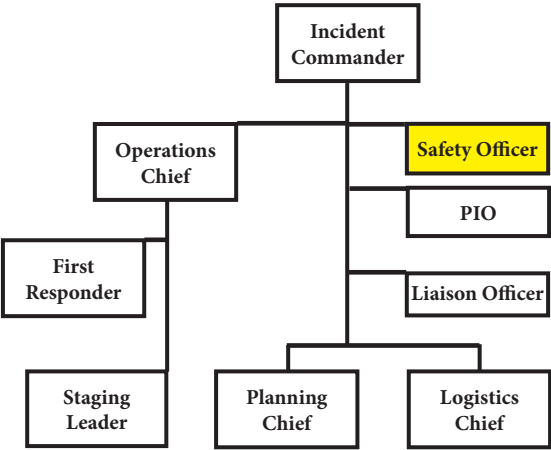 Incident
Commander
Operations
Chief
Safety Officer
PIO
First
Responder
Liaison Officer
Staging
Leader
Planning
Chief
Logistics
Chief